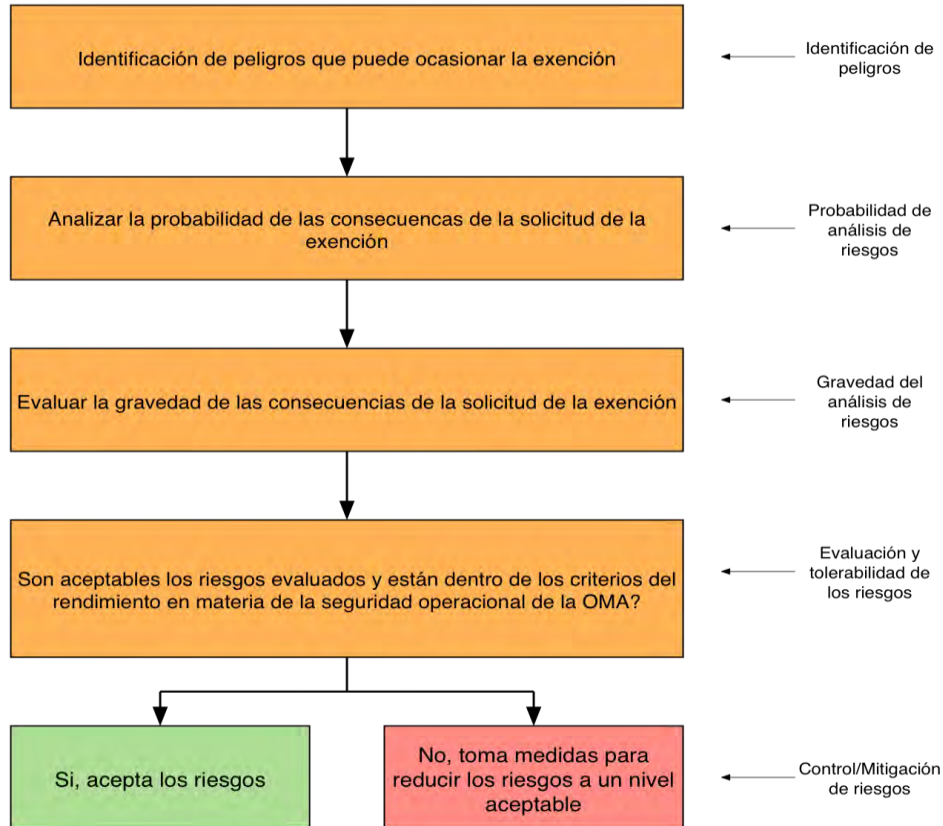 Identificación de peligros que puede ocasionar la exención
Identificación de
peligros
Analizar la probabilidad de las consecuencas de la solicitud de la
exención
Probabilidad de
análisis de
riesgos
Evaluar la gravedad de las consecuencias de la solicitud de la exención
Gravedad del
análisis de
riesgos
Son aceptables los riesgos evaluados y están dentro de los criterios del
rendimiento en materia de la seguridad operacional de la OMA?
Evaluación y
tolerabilidad de
los riesgos
Si, acepta los riesgos
No, toma medidas para
reducir los riesgos a un nivel
aceptable
Control/Mitigación
de riesgos